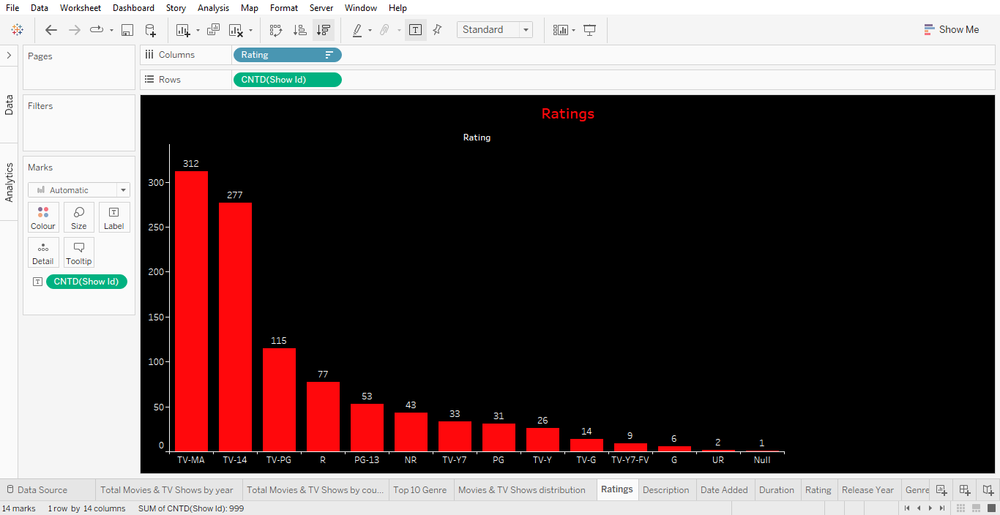 File Data Worksheet Dashboard Story Analysis Map Format Server Window Help
Standard Show Me
Pages
Columns Rating
Rows CNTD(Show Id)
Data
Analytics
Filters
Marks
Automatic
Colour Size Label
Detail Tooltip
CNTD(Show Id)
Ratings
Rating
312
300
277
250
200
150
115
100
77
53
50
43
33
31
26
14
9
6
2
1
0
TV-MA TV-14 TV-PG R PG-13 NR TV-Y7 PG TV-Y TV-G TV-Y7-FV G UR Null
Data Source Total Movies & TV Shows by year Total Movies & TV Shows by cou... Top 10 Genre Movies & TV Shows distribution Ratings Description Date Added Duration Rating Release Year Genre
14 marks 1 row by 14 columns SUM of CNTD(Show Id): 999